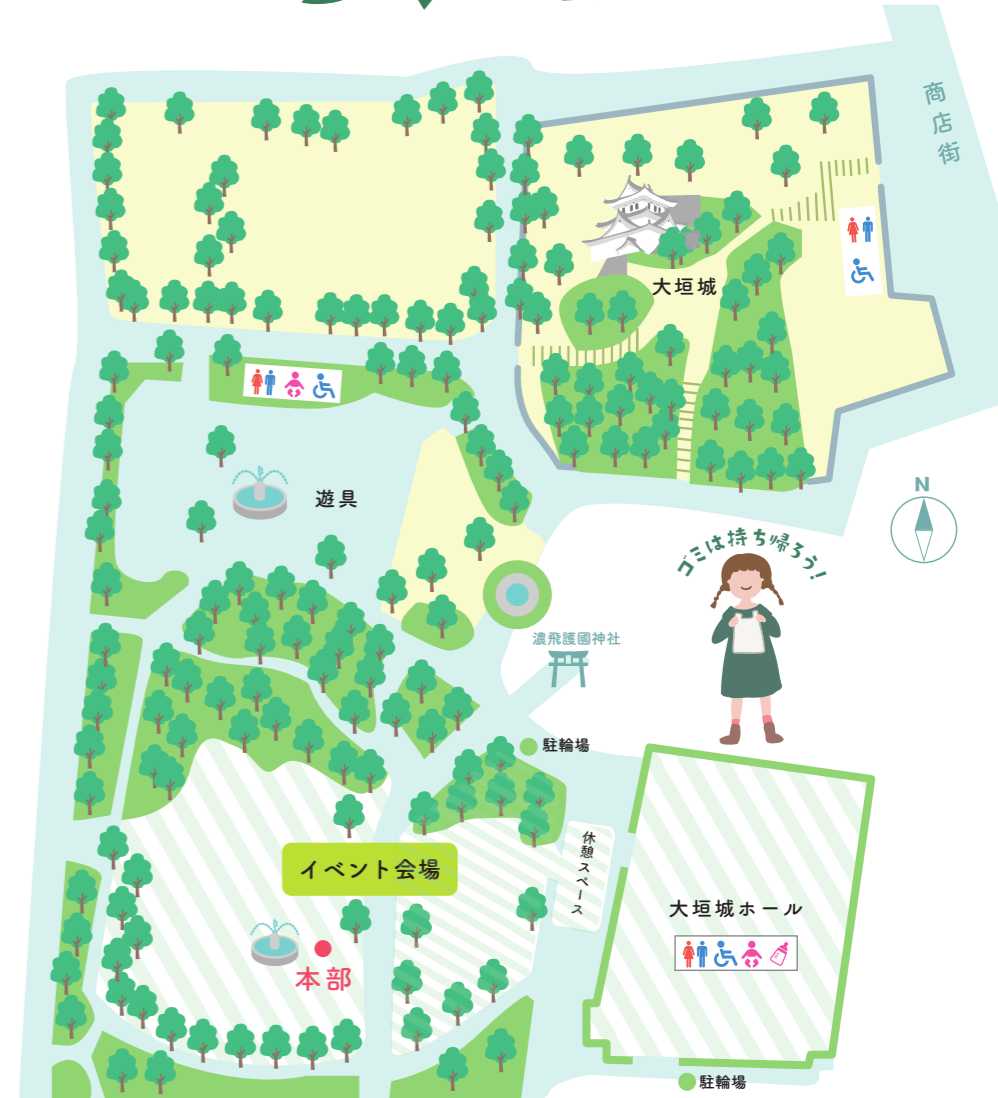 商店街
大垣城
遊具
N
ゴミは持ち帰ろう!
濃飛護國神社
駐輪場
休憩スペース
イベント会場
大垣城ホール
本部
駐輪場